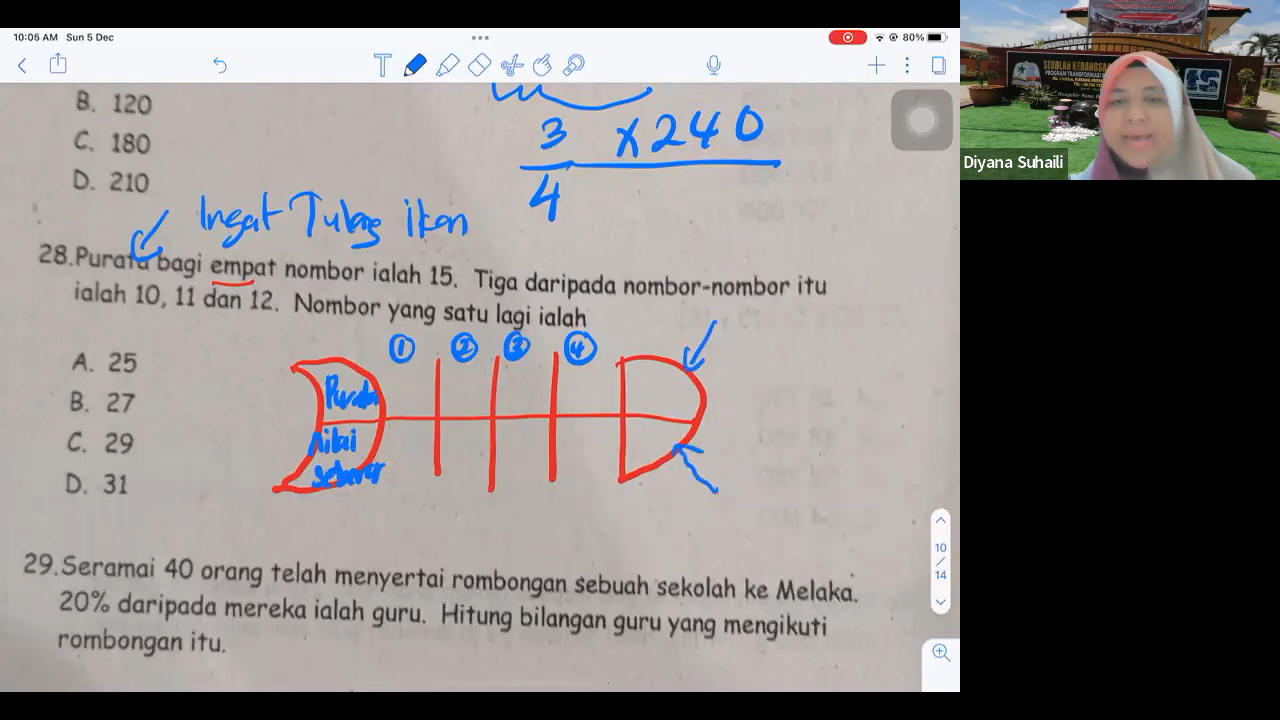 10:05 AM Sun 5 Dec
80%
B. 120
C. 180
D. 210
3 x 240
4
Ingat Tulang ikan
28. Purata bagi empat nombor ialah 15. Tiga daripada nombor-nombor itu
ialah 10, 11 dan 12. Nombor yang satu lagi ialah
A. 25
B. 27
C. 29
D. 31
1 2 3 4
Purata
Nilai
sebenar
29. Seramai 40 orang telah menyertai rombongan sebuah sekolah ke Melaka.
20% daripada mereka ialah guru. Hitung bilangan guru yang mengikuti
rombongan itu.
10
/
14
SEKOLAH KEBANGSAAN
PROGRAM TRANSFORMASI
Diyana Suhaili